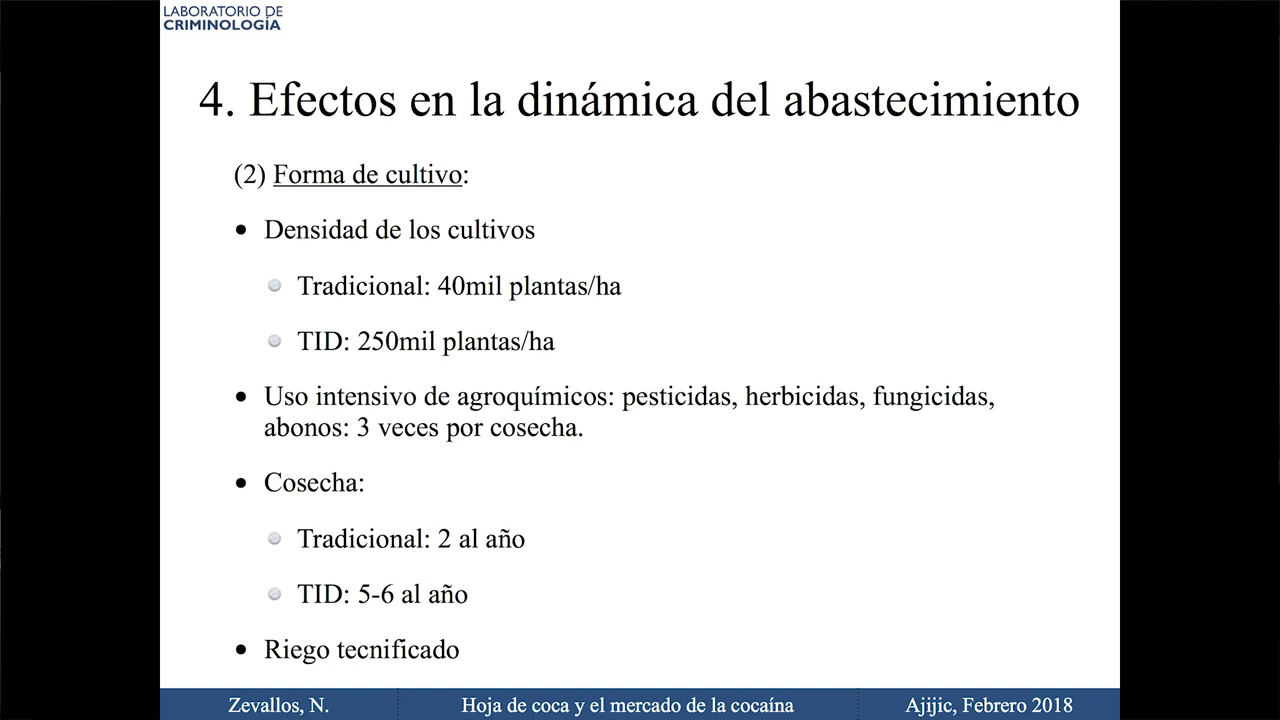 LABORATORIO DE
CRIMINOLOGÍA
4. Efectos en la dinámica del abastecimiento
(2) Forma de cultivo:
• Densidad de los cultivos
Tradicional: 40mil plantas/ha
TID: 250mil plantas/ha
• Uso intensivo de agroquímicos: pesticidas, herbicidas, fungicidas,
abonos: 3 veces por cosecha.
• Cosecha:
Tradicional: 2 al año
TID: 5-6 al año
• Riego tecnificado
Zevallos, N.
Hoja de coca y el mercado de la cocaína
Ajijic, Febrero 2018